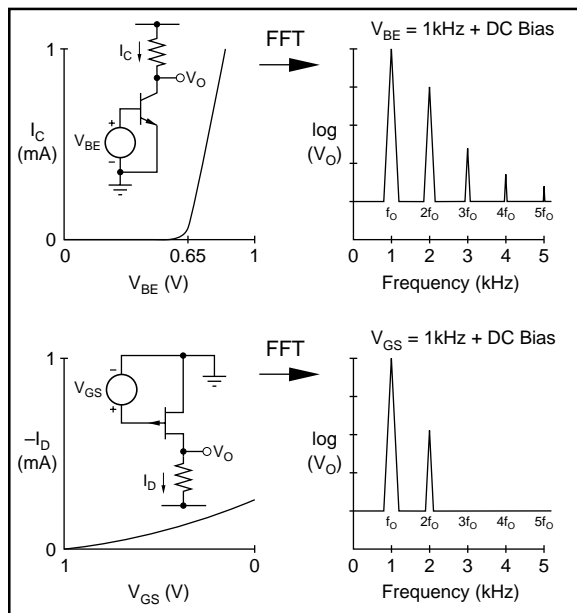 FFT
V_BE = 1kHz + DC Bias
1
I_C
V_O
I_C
(mA)
V_BE
+
–
0
0
0.65
1
V_BE (V)
log
(V_O)
f_O
2f_O
3f_O
4f_O
5f_O
1
2
3
4
5
Frequency (kHz)
FFT
V_GS = 1kHz + DC Bias
1
–
V_GS
+
–I_D
(mA)
V_O
I_D
0
1
0
V_GS (V)
log
(V_O)
f_O
2f_O
3f_O
4f_O
5f_O
1
2
3
4
5
Frequency (kHz)